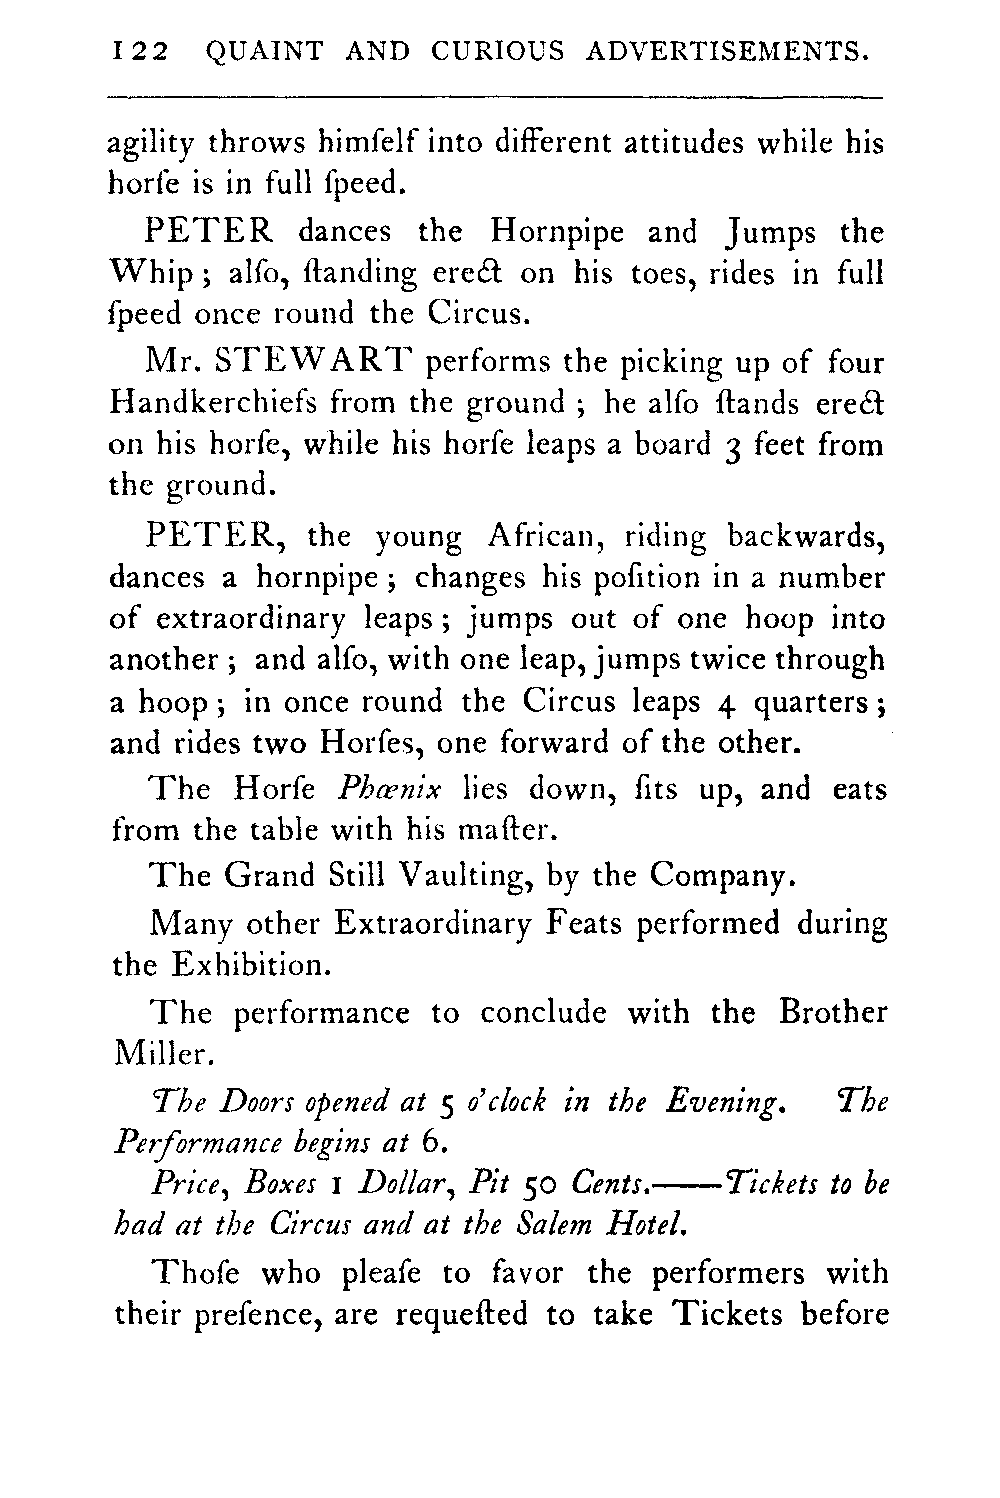 122 QUAINT AND CURIOUS ADVERTISEMENTS.
agility throws himſelf into different attitudes while his
horſe is in full ſpeed.
PETER dances the Hornpipe and Jumps the
Whip ; alſo, ſtanding erect on his toes, rides in full
ſpeed once round the Circus.
Mr. STEWART performs the picking up of four
Handkerchiefs from the ground ; he alſo ſtands erect
on his horſe, while his horſe leaps a board 3 feet from
the ground.
PETER, the young African, riding backwards,
dances a hornpipe ; changes his poſition in a number
of extraordinary leaps ; jumps out of one hoop into
another ; and alſo, with one leap, jumps twice through
a hoop ; in once round the Circus leaps 4 quarters ;
and rides two Horſes, one forward of the other.
The Horſe Phœnix lies down, ſits up, and eats
from the table with his maſter.
The Grand Still Vaulting, by the Company.
Many other Extraordinary Feats performed during
the Exhibition.
The performance to conclude with the Brother
Miller.
The Doors opened at 5 o'clock in the Evening. The
Performance begins at 6.
Price, Boxes 1 Dollar, Pit 50 Cents.——Tickets to be
had at the Circus and at the Salem Hotel.
Thoſe who pleaſe to favor the performers with
their preſence, are requeſted to take Tickets before